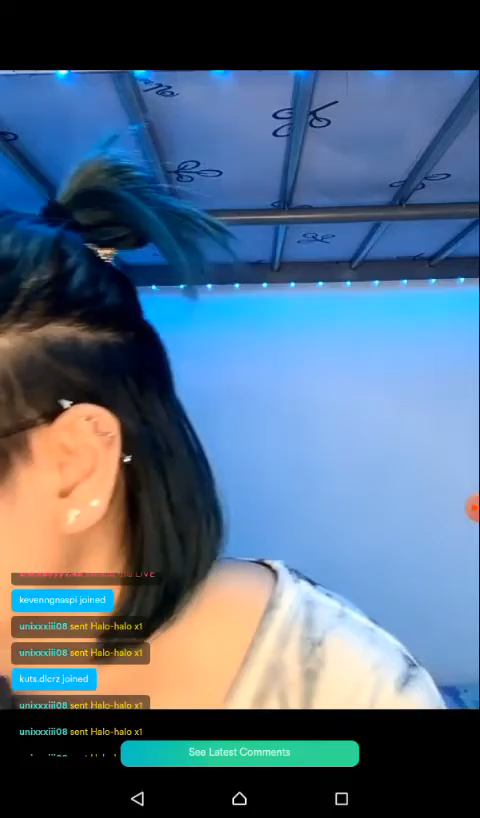 LIVE
kevenngnaspi joined
unixxxiii08 sent Halo-halo x1
unixxxiii08 sent Halo-halo x1
kuts.dlcrz joined
unixxxiii08 sent Halo-halo x1
unixxxiii08 sent Halo-halo x1
See Latest Comments